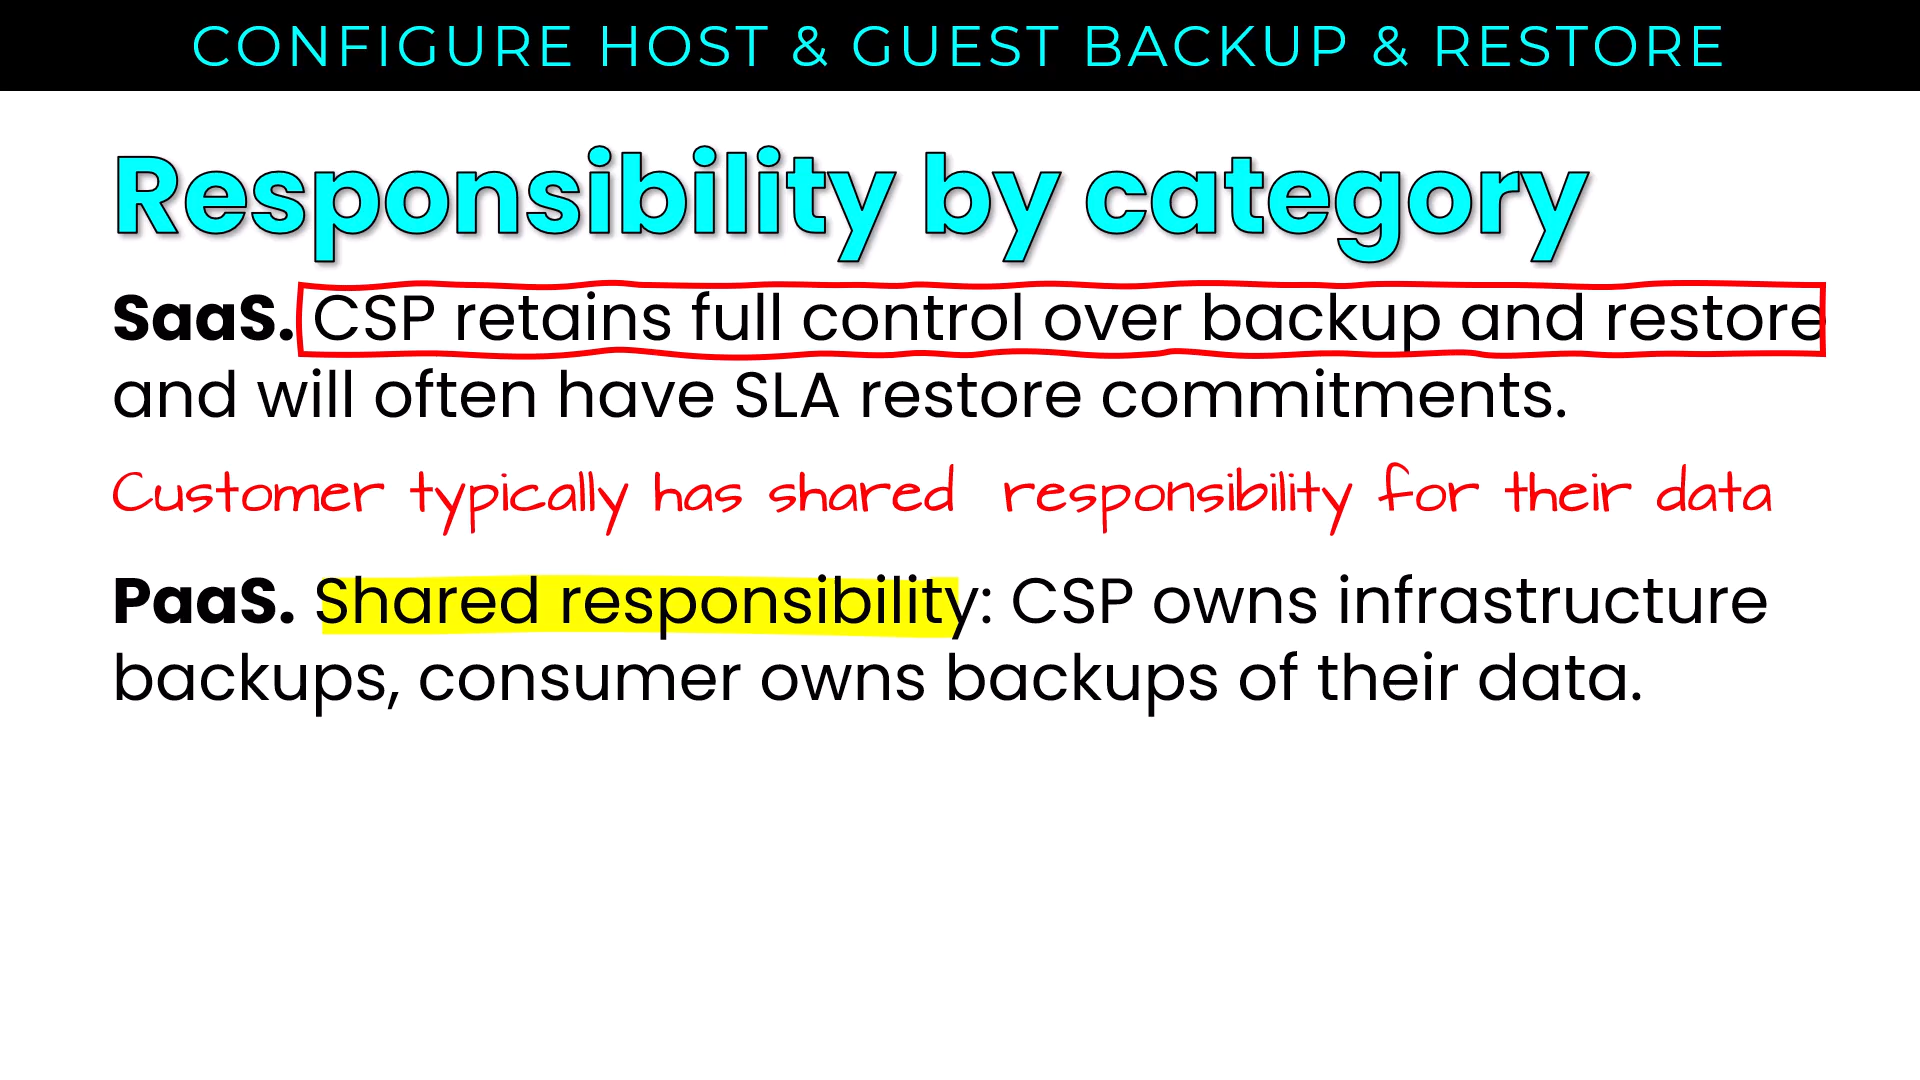 CONFIGURE HOST & GUEST BACKUP & RESTORE
Responsibility by category
SaaS. CSP retains full control over backup and restore
and will often have SLA restore commitments.
Customer typically has shared responsibility for their data
PaaS. Shared responsibility: CSP owns infrastructure
backups, consumer owns backups of their data.